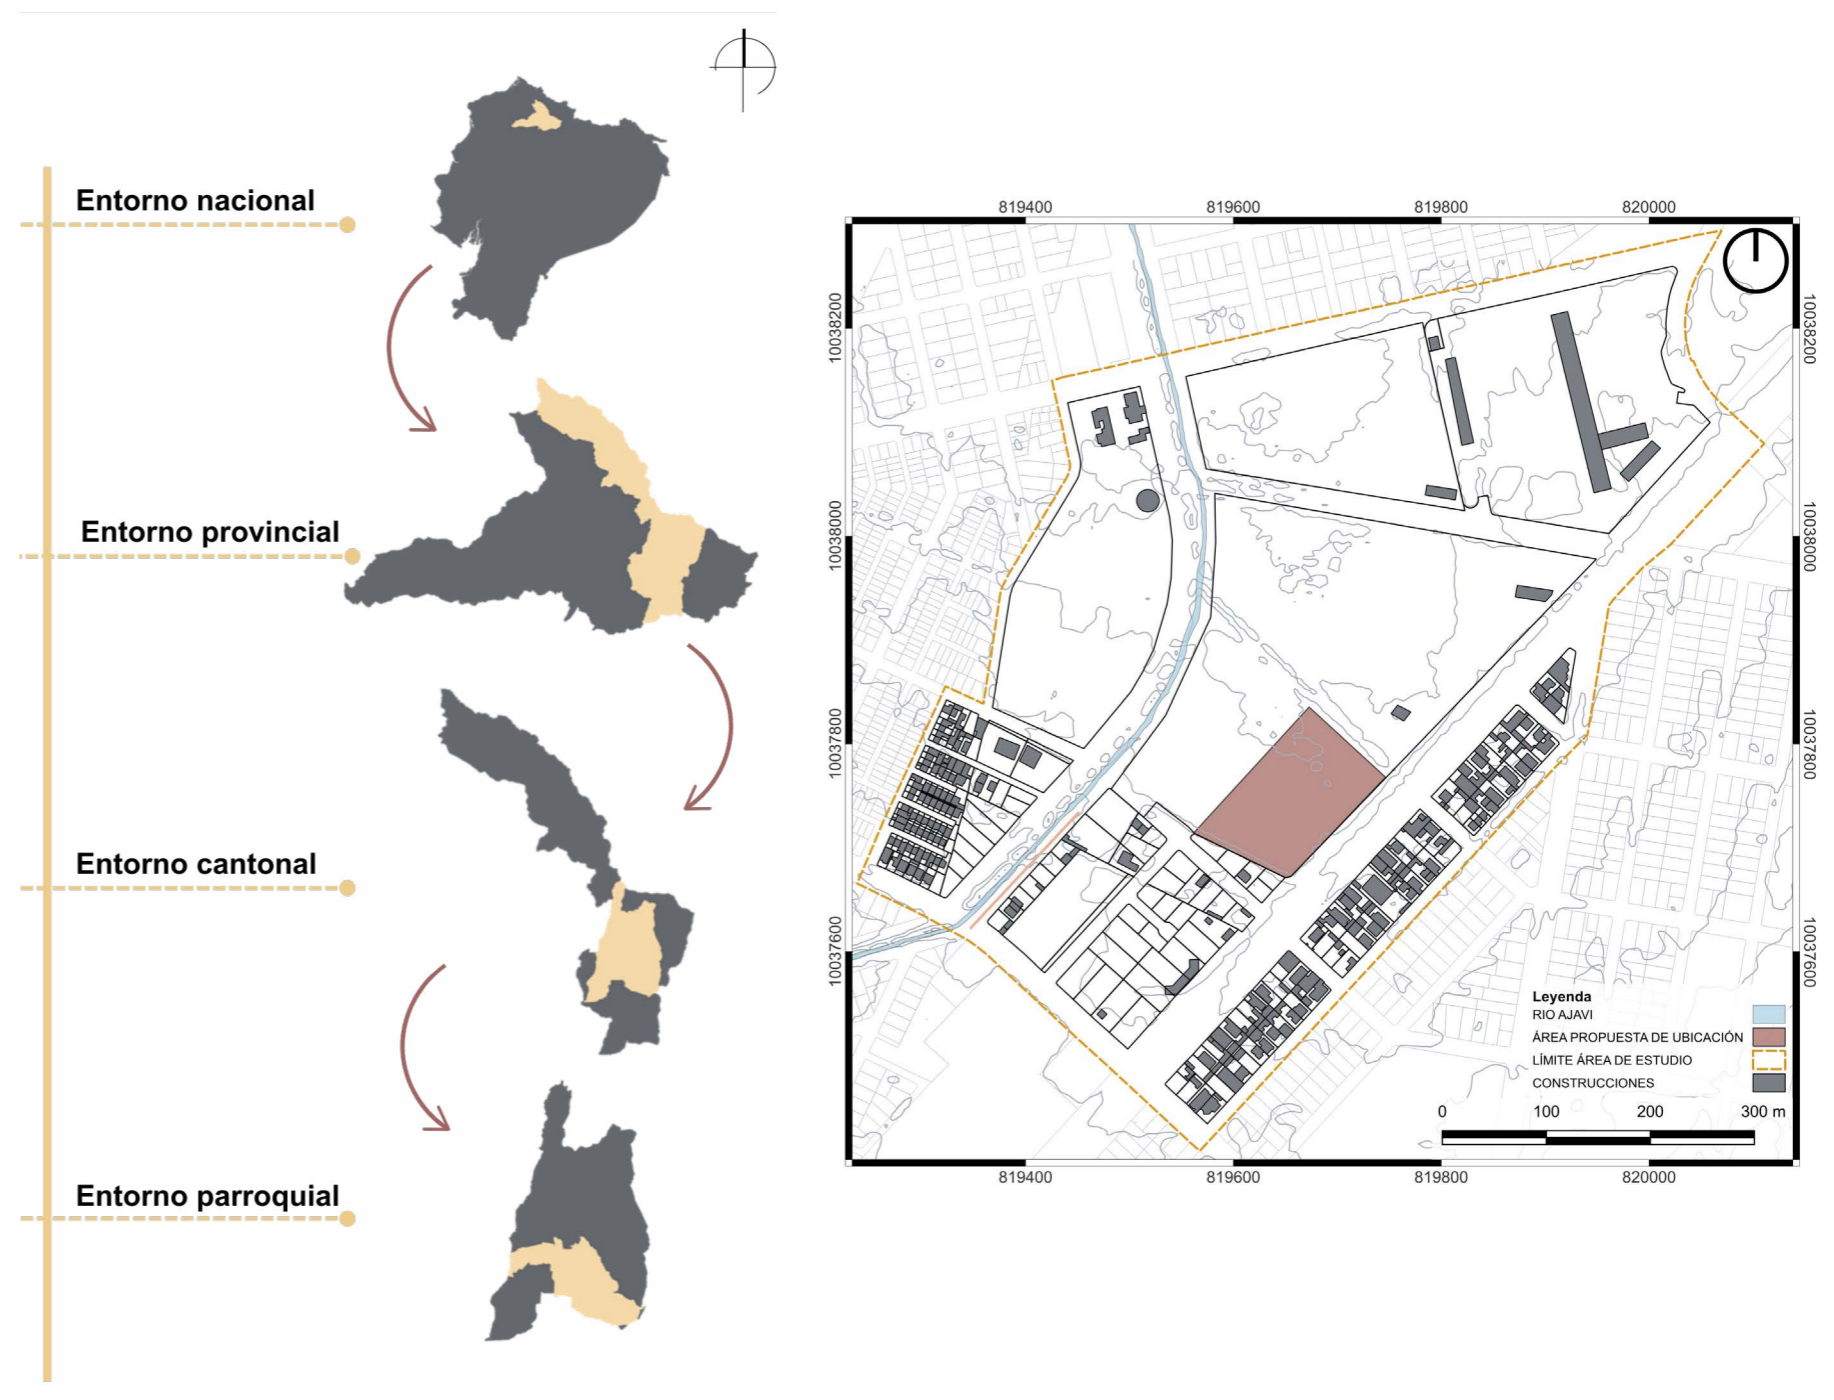 Entorno nacional
Entorno provincial
Entorno cantonal
Entorno parroquial
819400 819600 819800 820000
10038200
10038000
10037800
10037600
10038200
10038000
10037800
10037600
Leyenda
RIO AJAVI
ÁREA PROPUESTA DE UBICACIÓN
LÍMITE ÁREA DE ESTUDIO
CONSTRUCCIONES
0 100 200 300 m
819400 819600 819800 820000